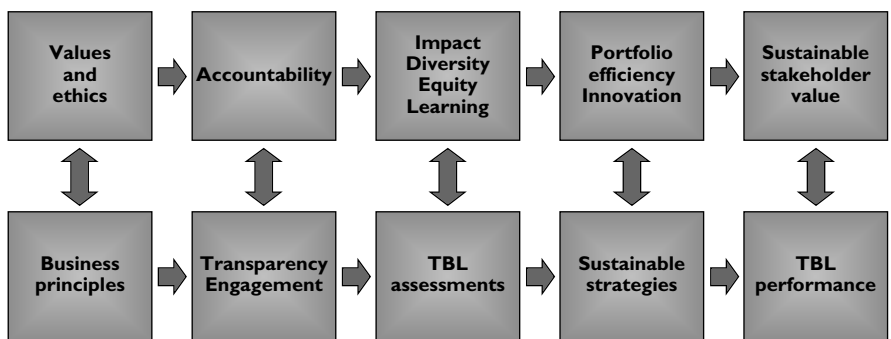 Values
and
ethics
Accountability
Impact
Diversity
Equity
Learning
Portfolio
efficiency
Innovation
Sustainable
stakeholder
value
Business
principles
Transparency
Engagement
TBL
assessments
Sustainable
strategies
TBL
performance